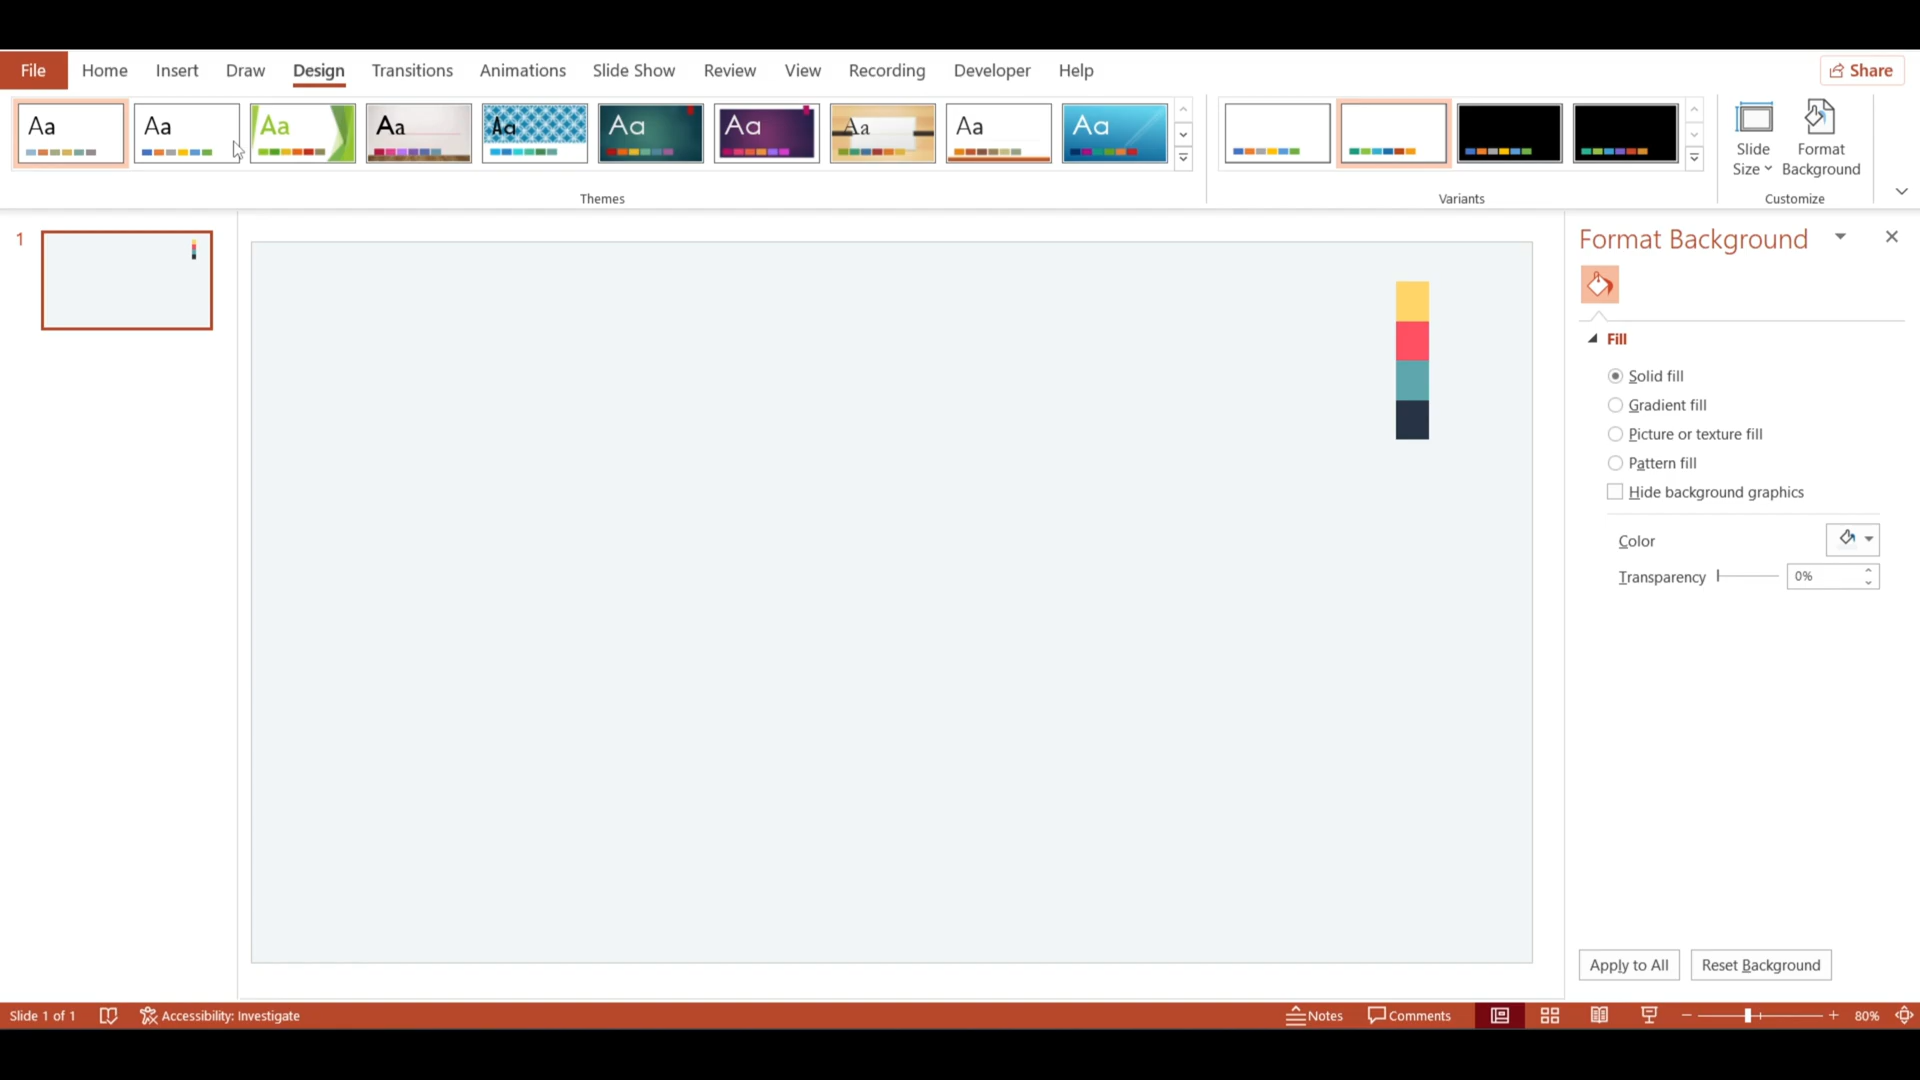 File Home Insert Draw Design Transitions Animations Slide Show Review View Recording Developer Help Share
Aa Aa Aa Aa Aa Aa Aa Aa Aa Aa
Slide Size Format Background
Themes Variants Customize
1
Format Background
Fill
Solid fill
Gradient fill
Picture or texture fill
Pattern fill
Hide background graphics
Color
Transparency 0%
Apply to All Reset Background
Slide 1 of 1 Accessibility: Investigate Notes Comments 80%